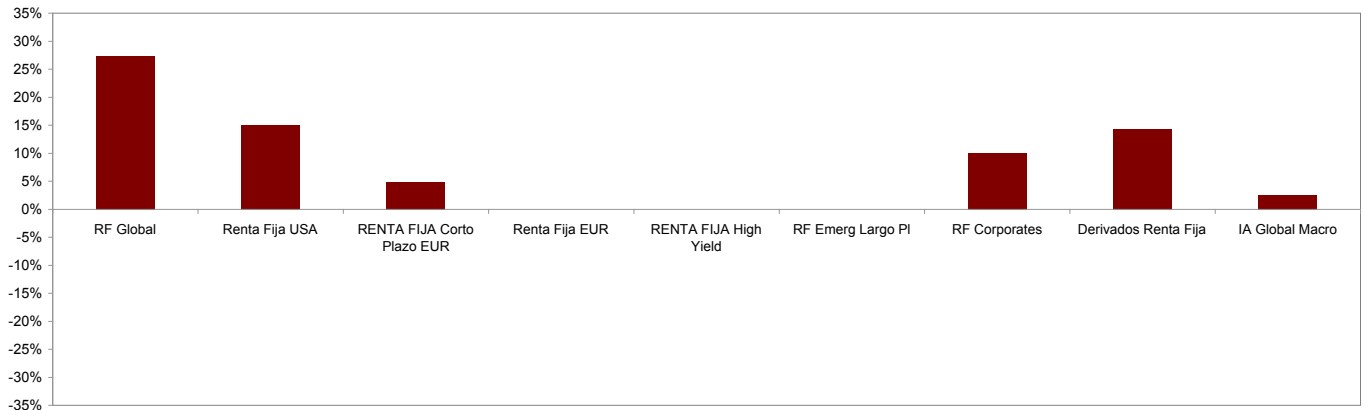 35%
30%
25%
20%
15%
10%
5%
0%
-5%
-10%
-15%
-20%
-25%
-30%
-35%
RF Global
Renta Fija USA
RENTA FIJA Corto
Plazo EUR
Renta Fija EUR
RENTA FIJA High
Yield
RF Emerg Largo Pl
RF Corporates
Derivados Renta Fija
IA Global Macro